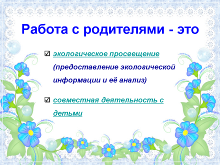 Работа с родителями - это
экологическое просвещение
(предоставление экологической
информации и её анализ)
совместная деятельность с
детьми